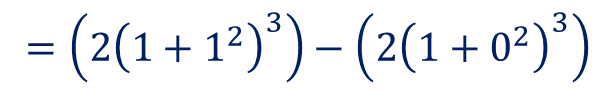 = (2(1 + 1²)³) − (2(1 + 0²)³)